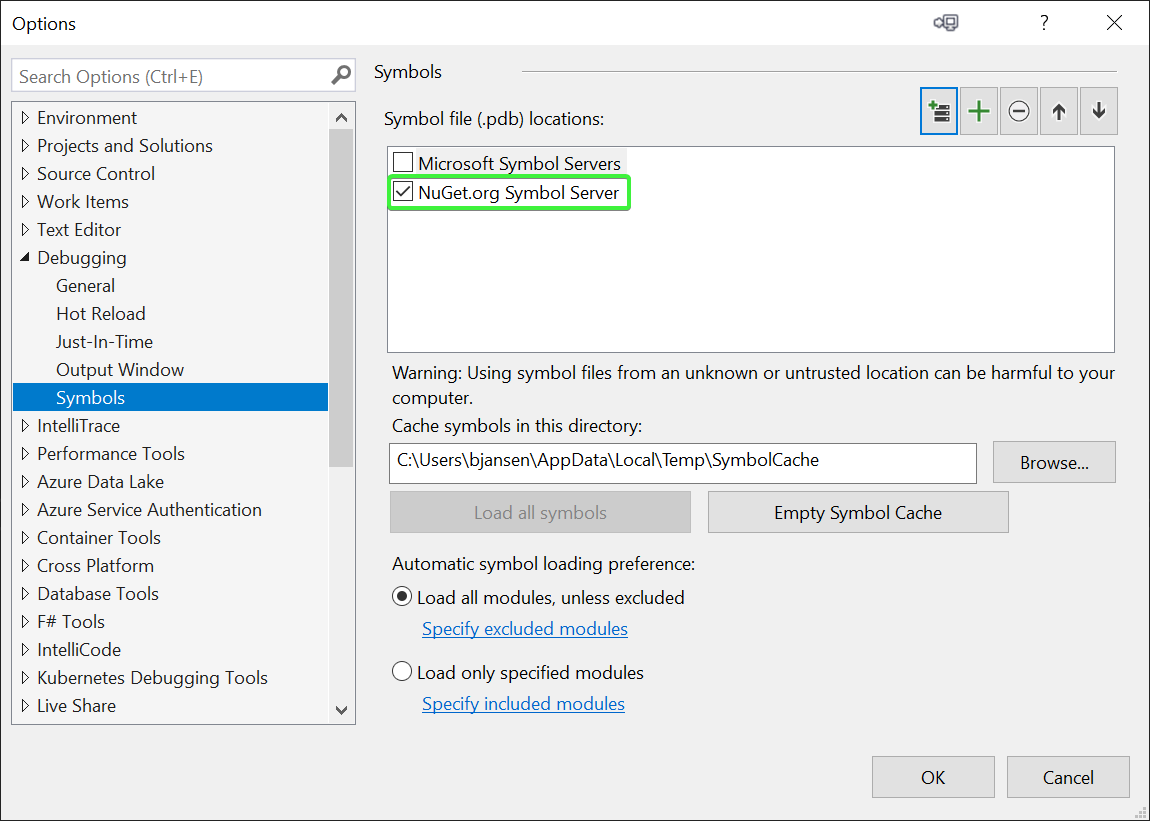 Options
?
Search Options (Ctrl+E)
Environment
Projects and Solutions
Source Control
Work Items
Text Editor
Debugging
General
Hot Reload
Just-In-Time
Output Window
Symbols
IntelliTrace
Performance Tools
Azure Data Lake
Azure Service Authentication
Container Tools
Cross Platform
Database Tools
F# Tools
IntelliCode
Kubernetes Debugging Tools
Live Share
Symbols
Symbol file (.pdb) locations:
Microsoft Symbol Servers
NuGet.org Symbol Server
Warning: Using symbol files from an unknown or untrusted location can be harmful to your
computer.
Cache symbols in this directory:
C:\Users\bjansen\AppData\Local\Temp\SymbolCache
Browse...
Load all symbols
Empty Symbol Cache
Automatic symbol loading preference:
Load all modules, unless excluded
Specify excluded modules
Load only specified modules
Specify included modules
OK
Cancel